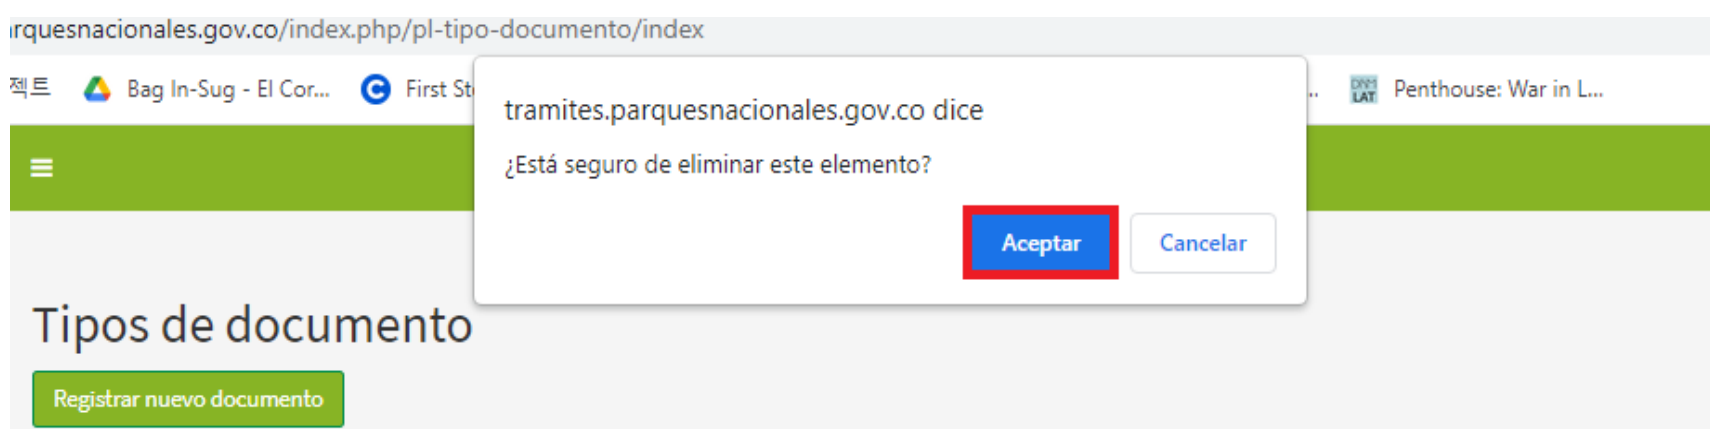 rquesnacionales.gov.co/index.php/pl-tipo-documento/index
젝트 Bag In-Sug - El Cor... First St .. DNM LAT Penthouse: War in L...
tramites.parquesnacionales.gov.co dice
¿Está seguro de eliminar este elemento?
Aceptar Cancelar
Tipos de documento
Registrar nuevo documento